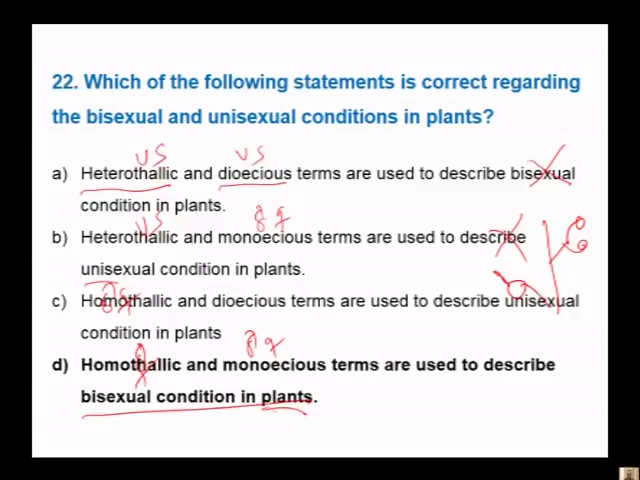 22. Which of the following statements is correct regarding
the bisexual and unisexual conditions in plants?
US US
a) Heterothallic and dioecious terms are used to describe bisexual
condition in plants.
US
b) Heterothallic and monoecious terms are used to describe
unisexual condition in plants.
c) Homothallic and dioecious terms are used to describe unisexual
condition in plants
d) Homothallic and monoecious terms are used to describe
bisexual condition in plants.